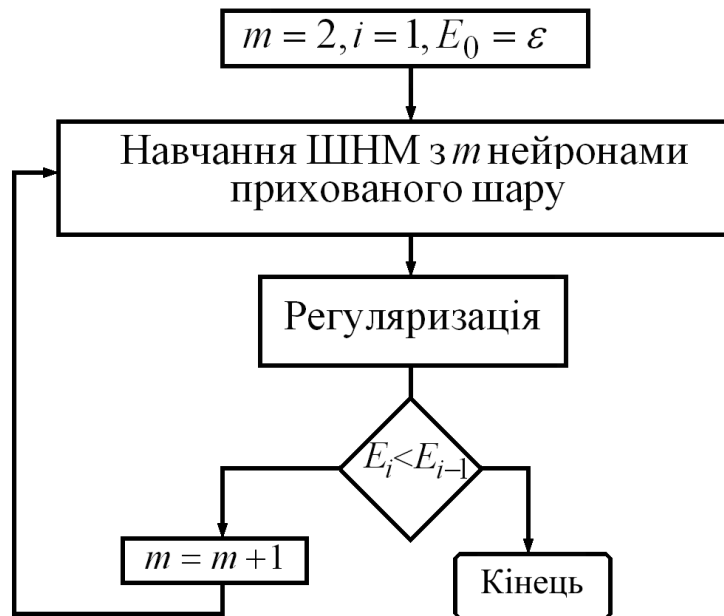 m = 2, i = 1, E₀ = ε
Навчання ШНМ з m нейронами
прихованого шару
Регуляризація
Eᵢ<Eᵢ₋₁
m = m + 1
Кінець